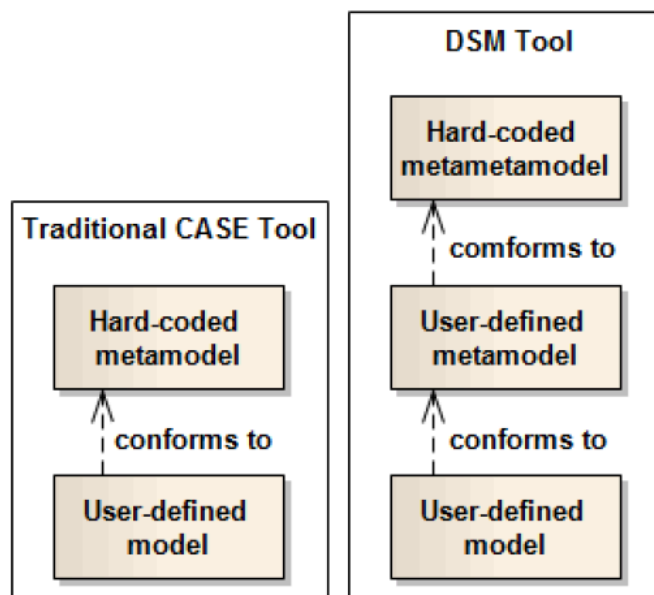 Traditional CASE Tool
Hard-coded
metamodel
conforms to
User-defined
model
DSM Tool
Hard-coded
metametamodel
comforms to
User-defined
metamodel
conforms to
User-defined
model